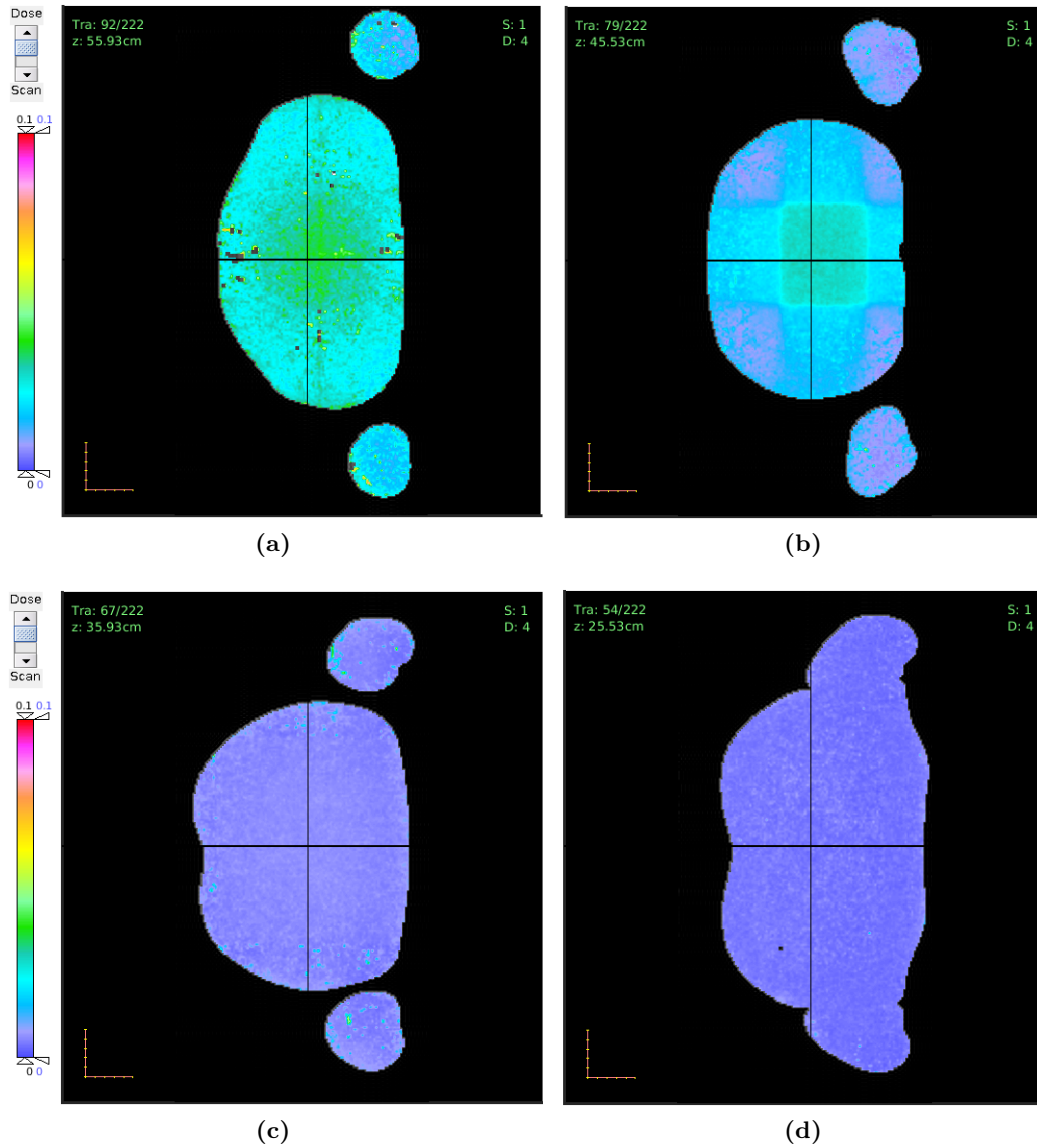 Dose
Scan
0.1 0.1
0 0
Tra: 92/222
z: 55.93cm
S: 1
D: 4
(a)
Tra: 79/222
z: 45.53cm
S: 1
D: 4
(b)
Dose
Scan
0.1 0.1
0 0
Tra: 67/222
z: 35.93cm
S: 1
D: 4
(c)
Tra: 54/222
z: 25.53cm
S: 1
D: 4
(d)